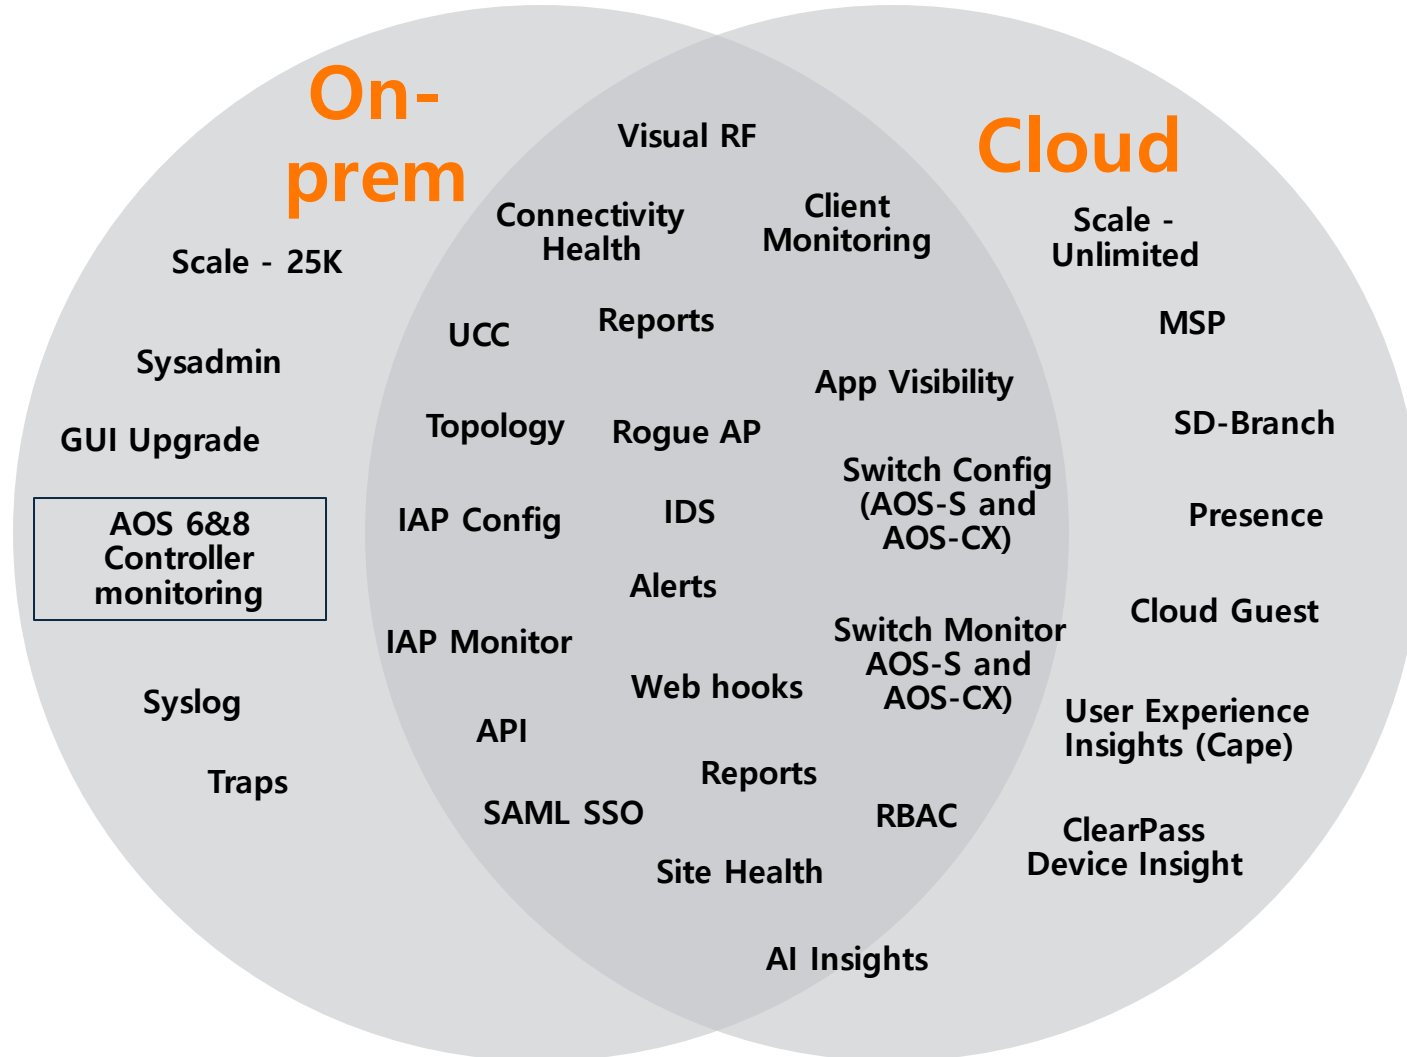 On-
prem
Scale - 25K
Sysadmin
GUI Upgrade
AOS 6&8
Controller
monitoring
Syslog
Traps
Visual RF
Connectivity
Health
Client
Monitoring
UCC
Reports
App Visibility
Topology
Rogue AP
Switch Config
(AOS-S and
AOS-CX)
IAP Config
IDS
Alerts
IAP Monitor
Switch Monitor
AOS-S and
AOS-CX)
Web hooks
API
Reports
SAML SSO
RBAC
Site Health
AI Insights
Cloud
Scale -
Unlimited
MSP
SD-Branch
Presence
Cloud Guest
User Experience
Insights (Cape)
ClearPass
Device Insight